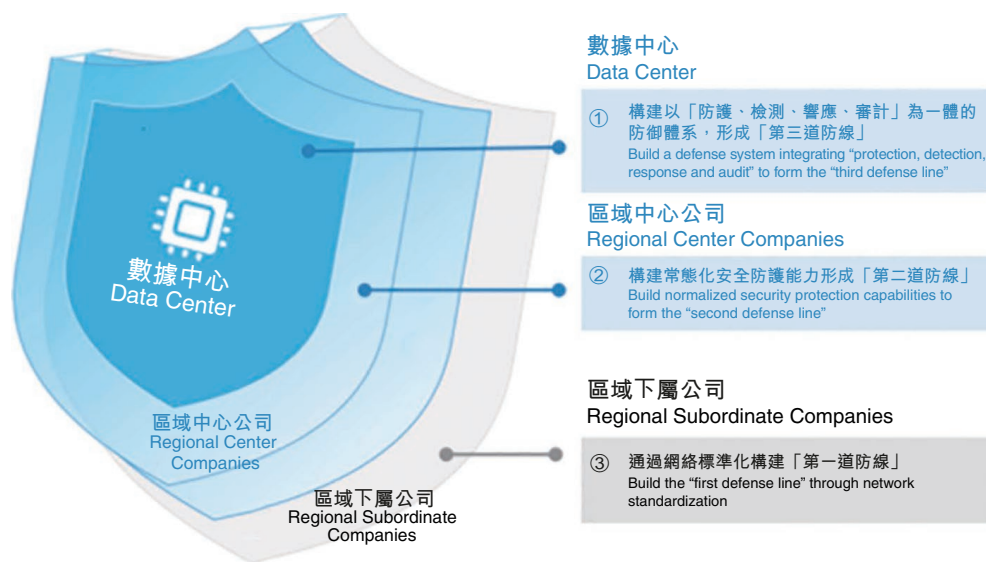 數據中心
Data Center
區域中心公司
Regional Center
Companies
區域下屬公司
Regional Subordinate
Companies
數據中心
Data Center
① 構建以「防護、檢測、響應、審計」為一體的
防御體系，形成「第三道防線」
Build a defense system integrating “protection, detection,
response and audit” to form the “third defense line”
區域中心公司
Regional Center Companies
② 構建常態化安全防護能力形成「第二道防線」
Build normalized security protection capabilities to
form the “second defense line”
區域下屬公司
Regional Subordinate Companies
③ 通過網絡標準化構建「第一道防線」
Build the “first defense line” through network
standardization